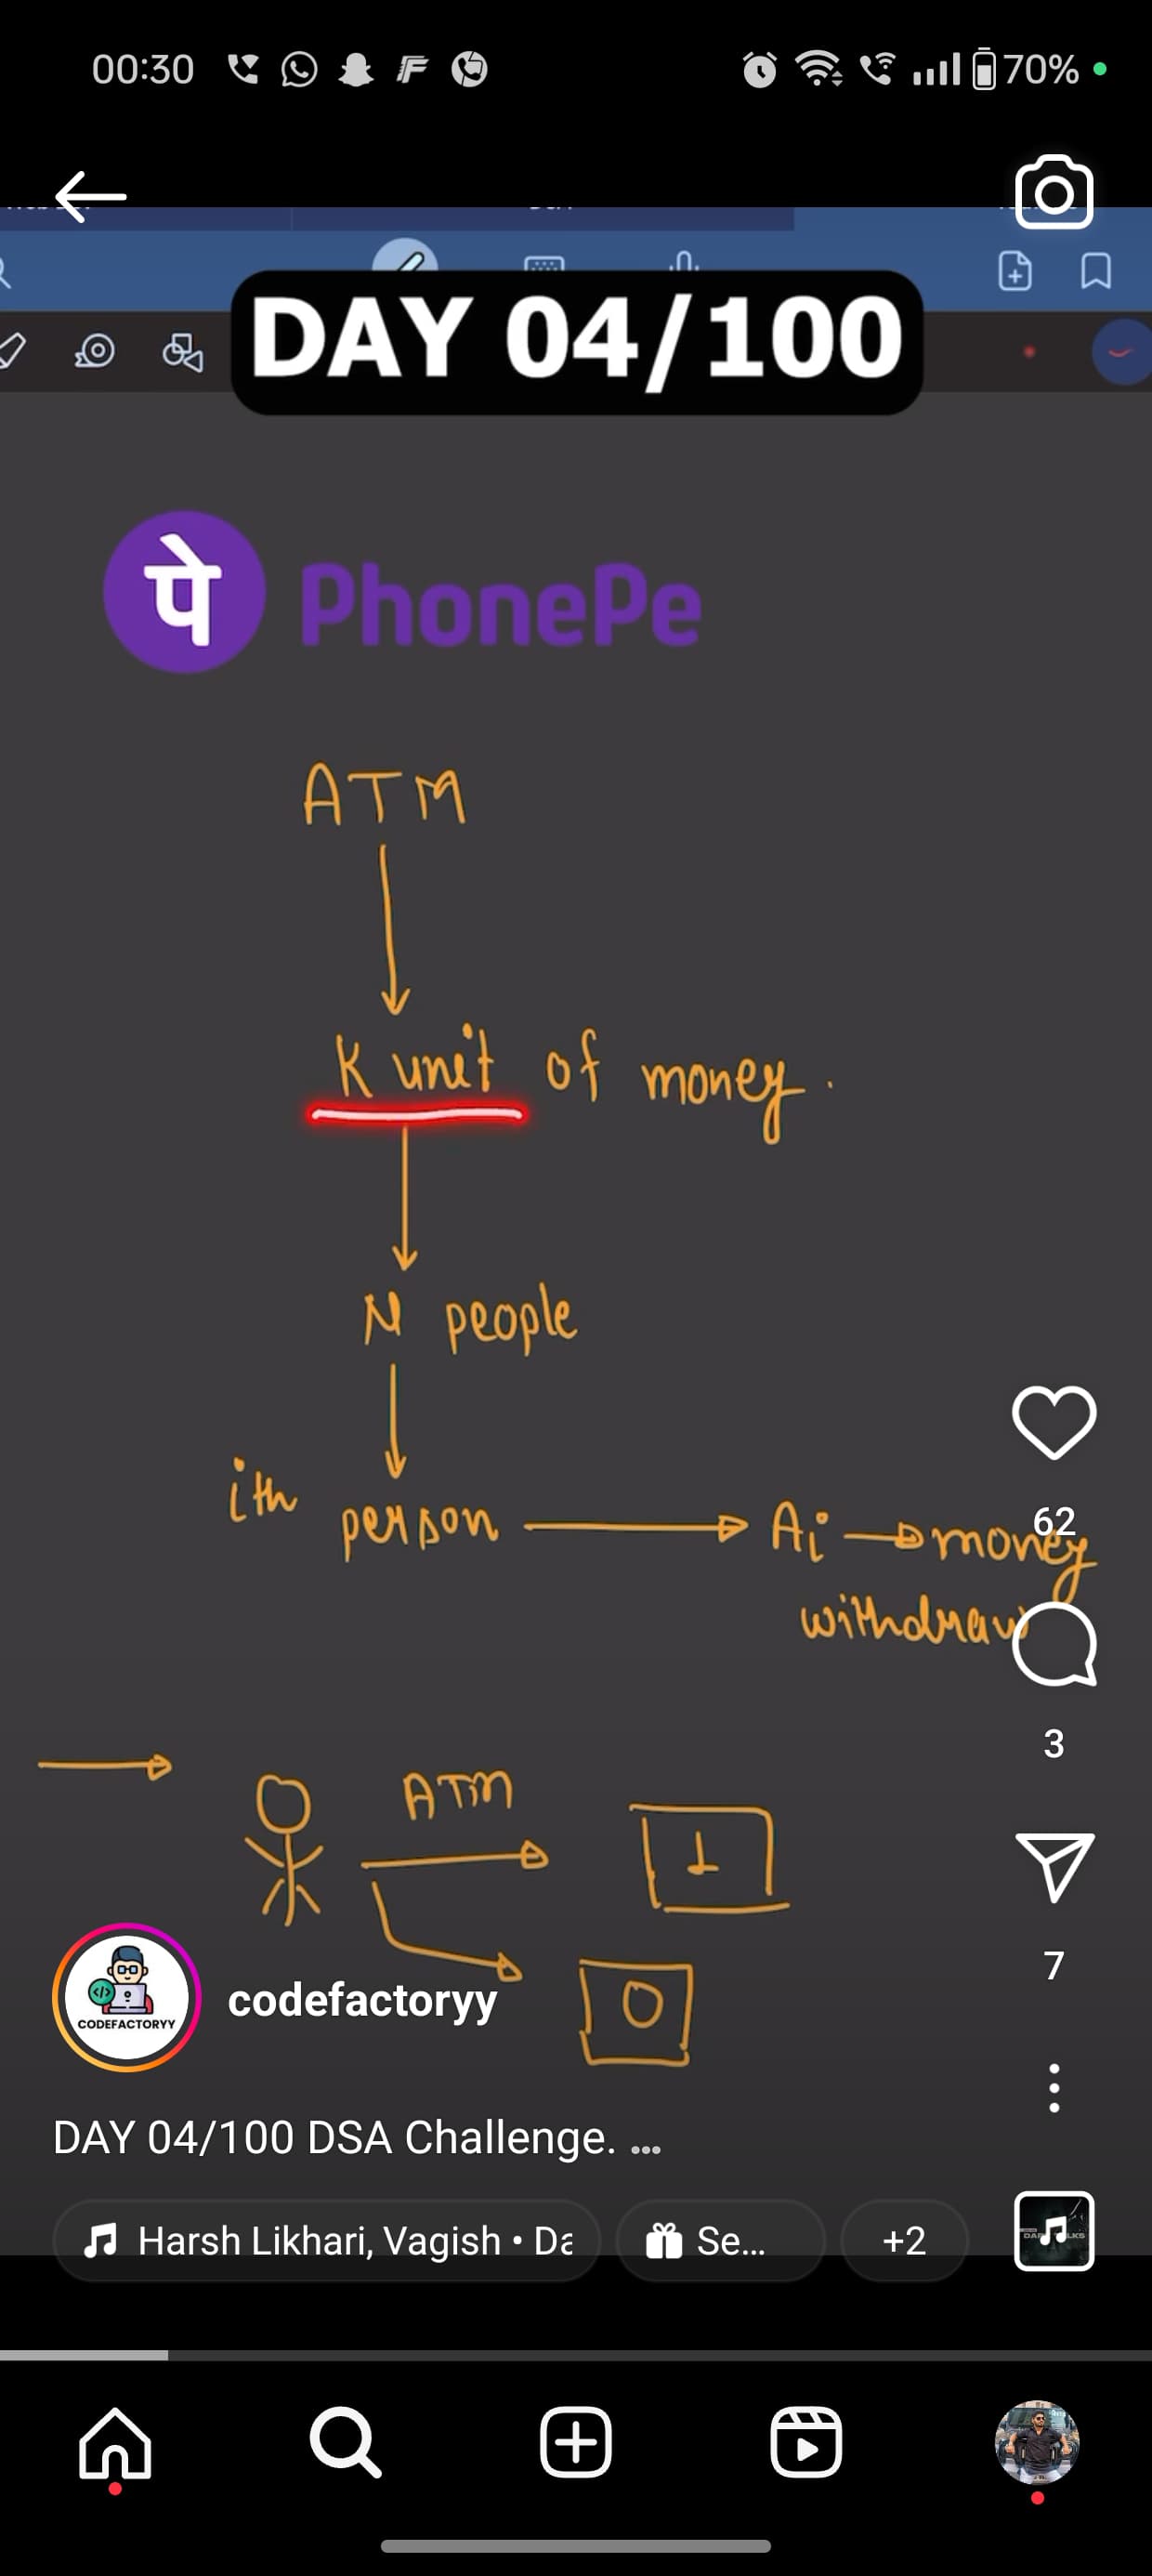 00:30
70%
DAY 04/100
पे PhonePe
ATM
K unit of money.
N people
ith person
Ai
money
withdraw
62
3
ATM
1
0
7
CODEFACTORYY
codefactoryy
DAY 04/100 DSA Challenge. ...
Harsh Likhari, Vagish • Da
Se...
+2